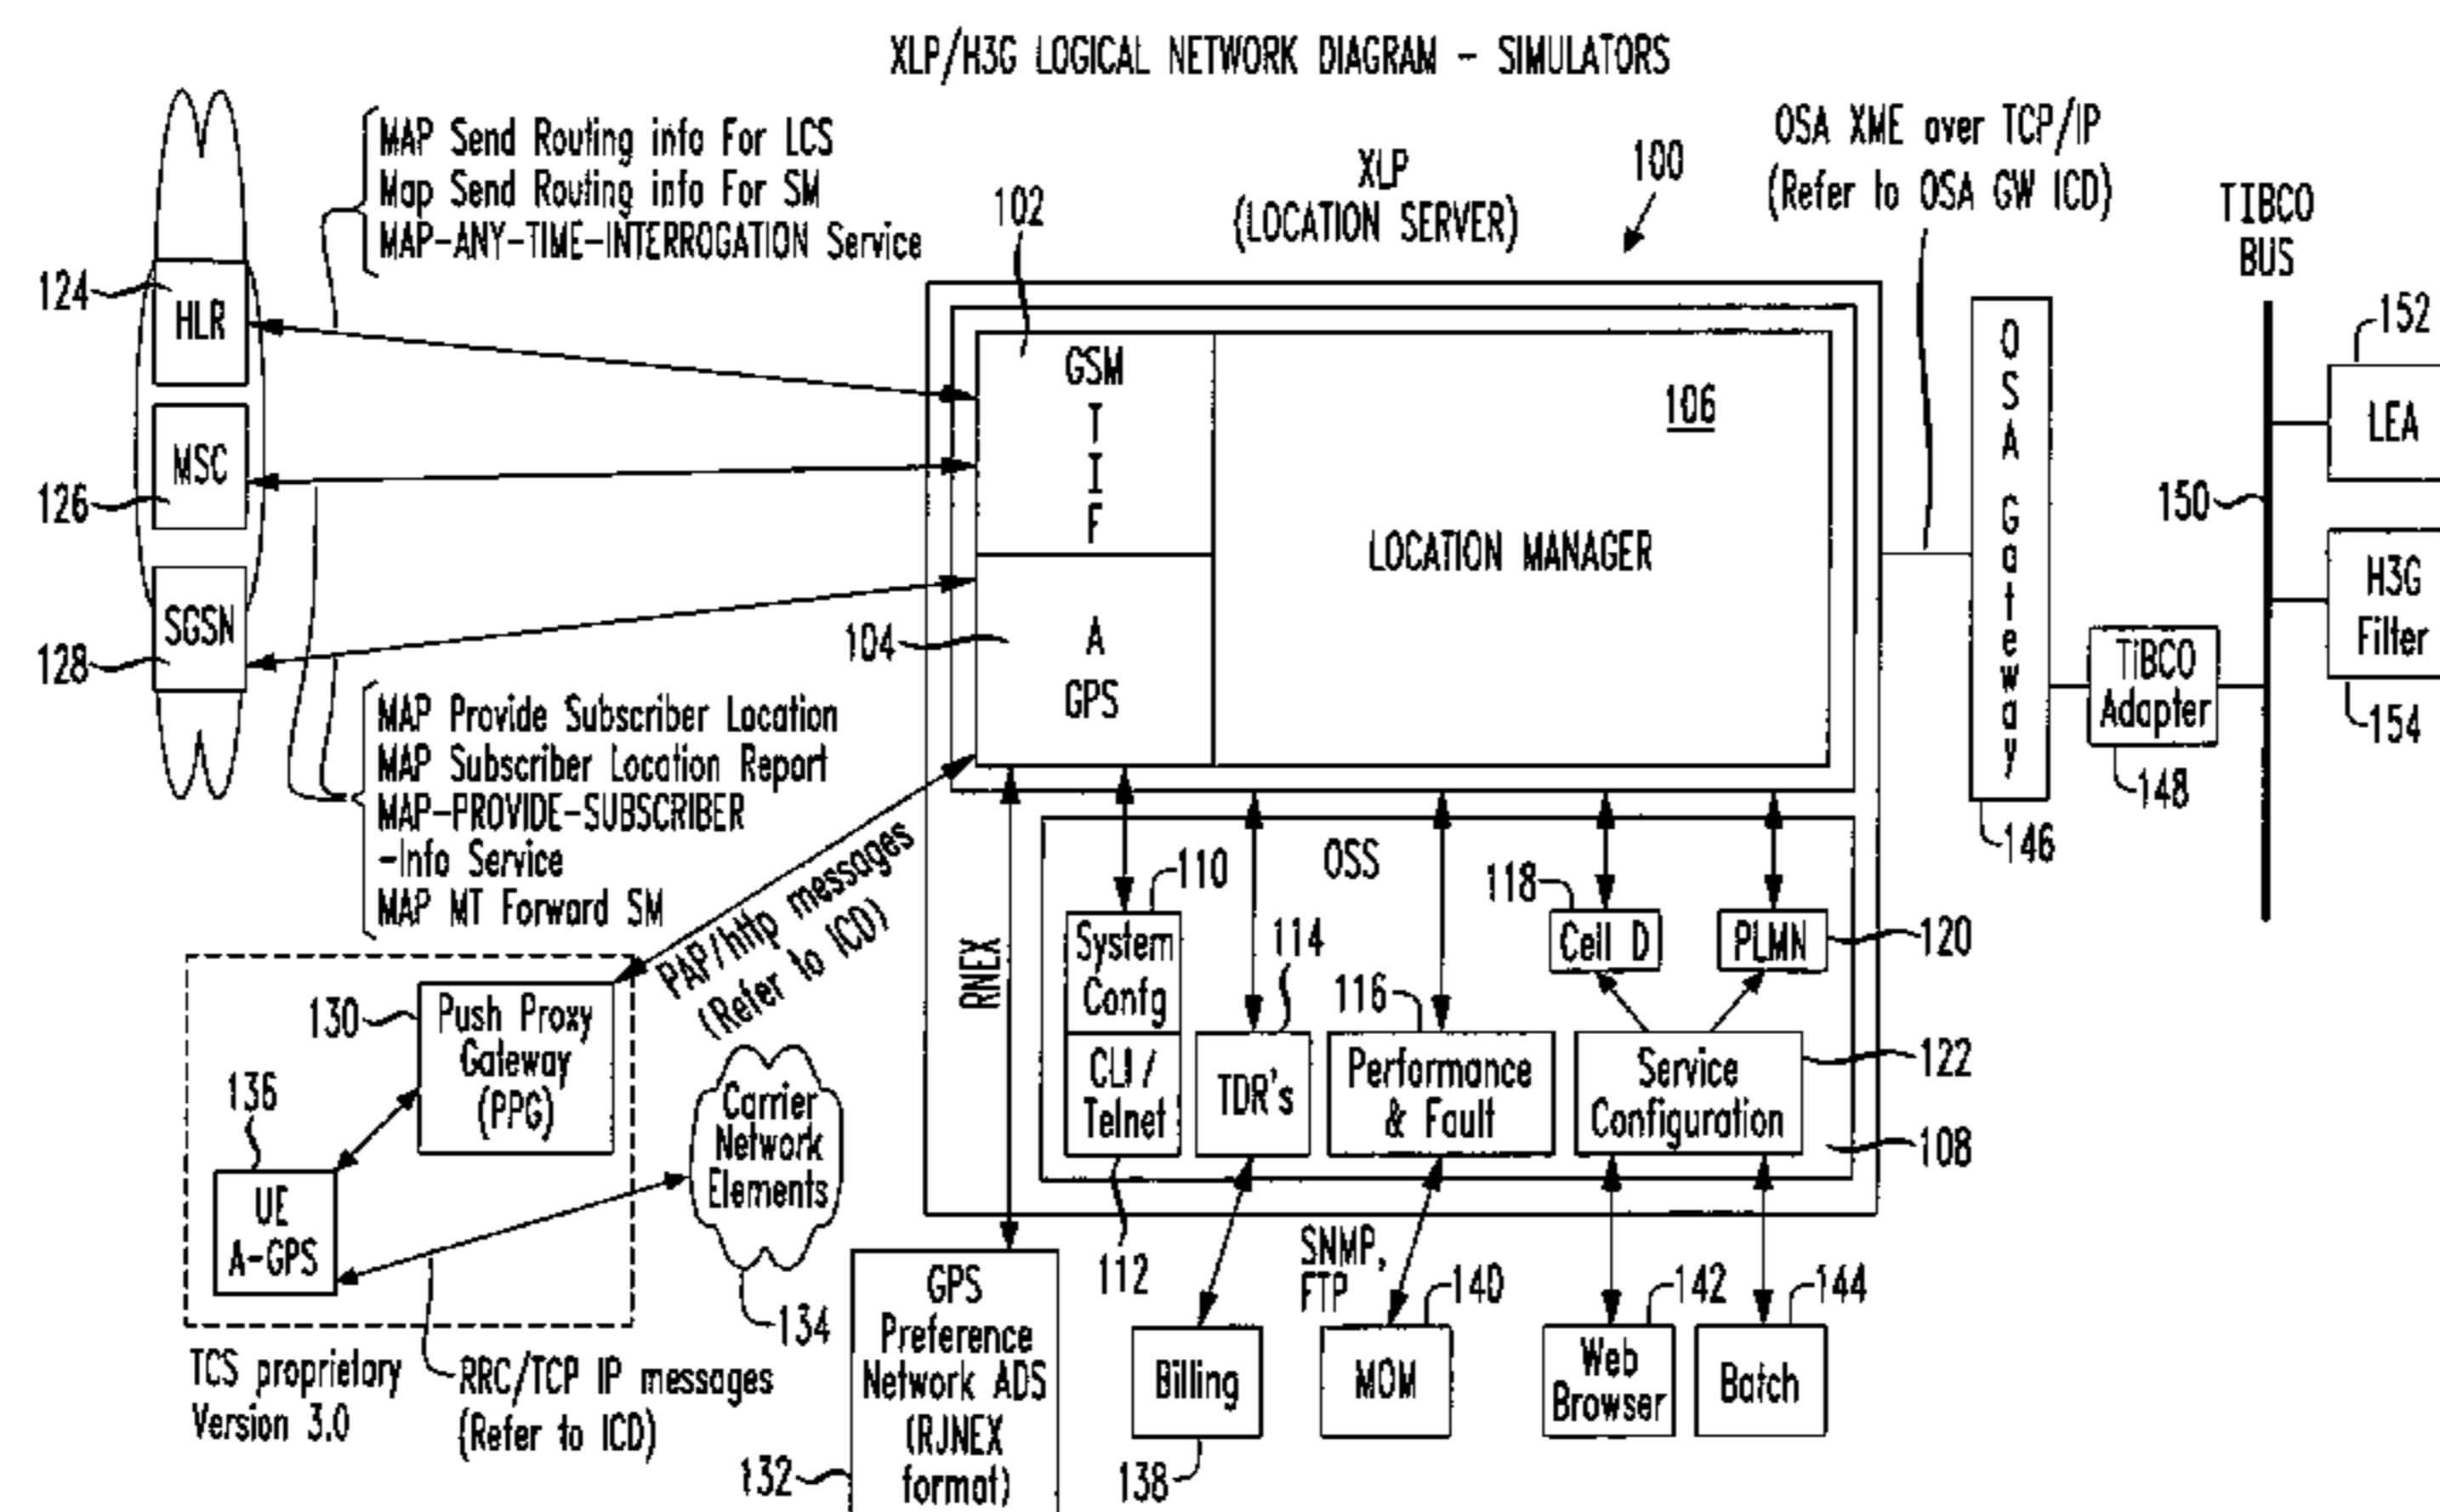 XLP/H3G LOGICAL NETWORK DIAGRAM - SIMULATORS
MAP Send Routing info For LCS
Map Send Routing info For SM
MAP-ANY-TIME-INTERROGATION Service
XLP
(LOCATION SERVER)
100
OSA XME over TCP/IP
(Refer to OSA GW ICD)
TIBCO
BUS
124
HLR
126
MSC
128
SGSN
102
GSM
T
I
F
104
A
GPS
106
LOCATION MANAGER
OSA Gateway
146
TiBCO
Adapter
148
150
152
LEA
H3G
Filter
154
MAP Provide Subscriber Location
MAP Subscriber Location Report
MAP-PROVIDE-SUBSCRIBER
-Info Service
MAP MT Forward SM
PAP/http messages
(Refer to ICD)
RNEX
OSS
110
System
Confg
CLI /
Telnet
112
114
TDR's
116
Performance
& Fault
118
Cell D
PLMN
120
Service
Configuration
122
108
130
Push Proxy
Gateway
(PPG)
136
UE
A-GPS
Carrier
Network
Elements
134
TCS proprietory
Version 3.0
RRC/TCP IP messages
(Refer to ICD)
GPS
Preference
Network ADS
(RJNEX
format)
132
SNMP,
FTP
Billing
138
MOM
140
Web
Browser
142
Batch
144